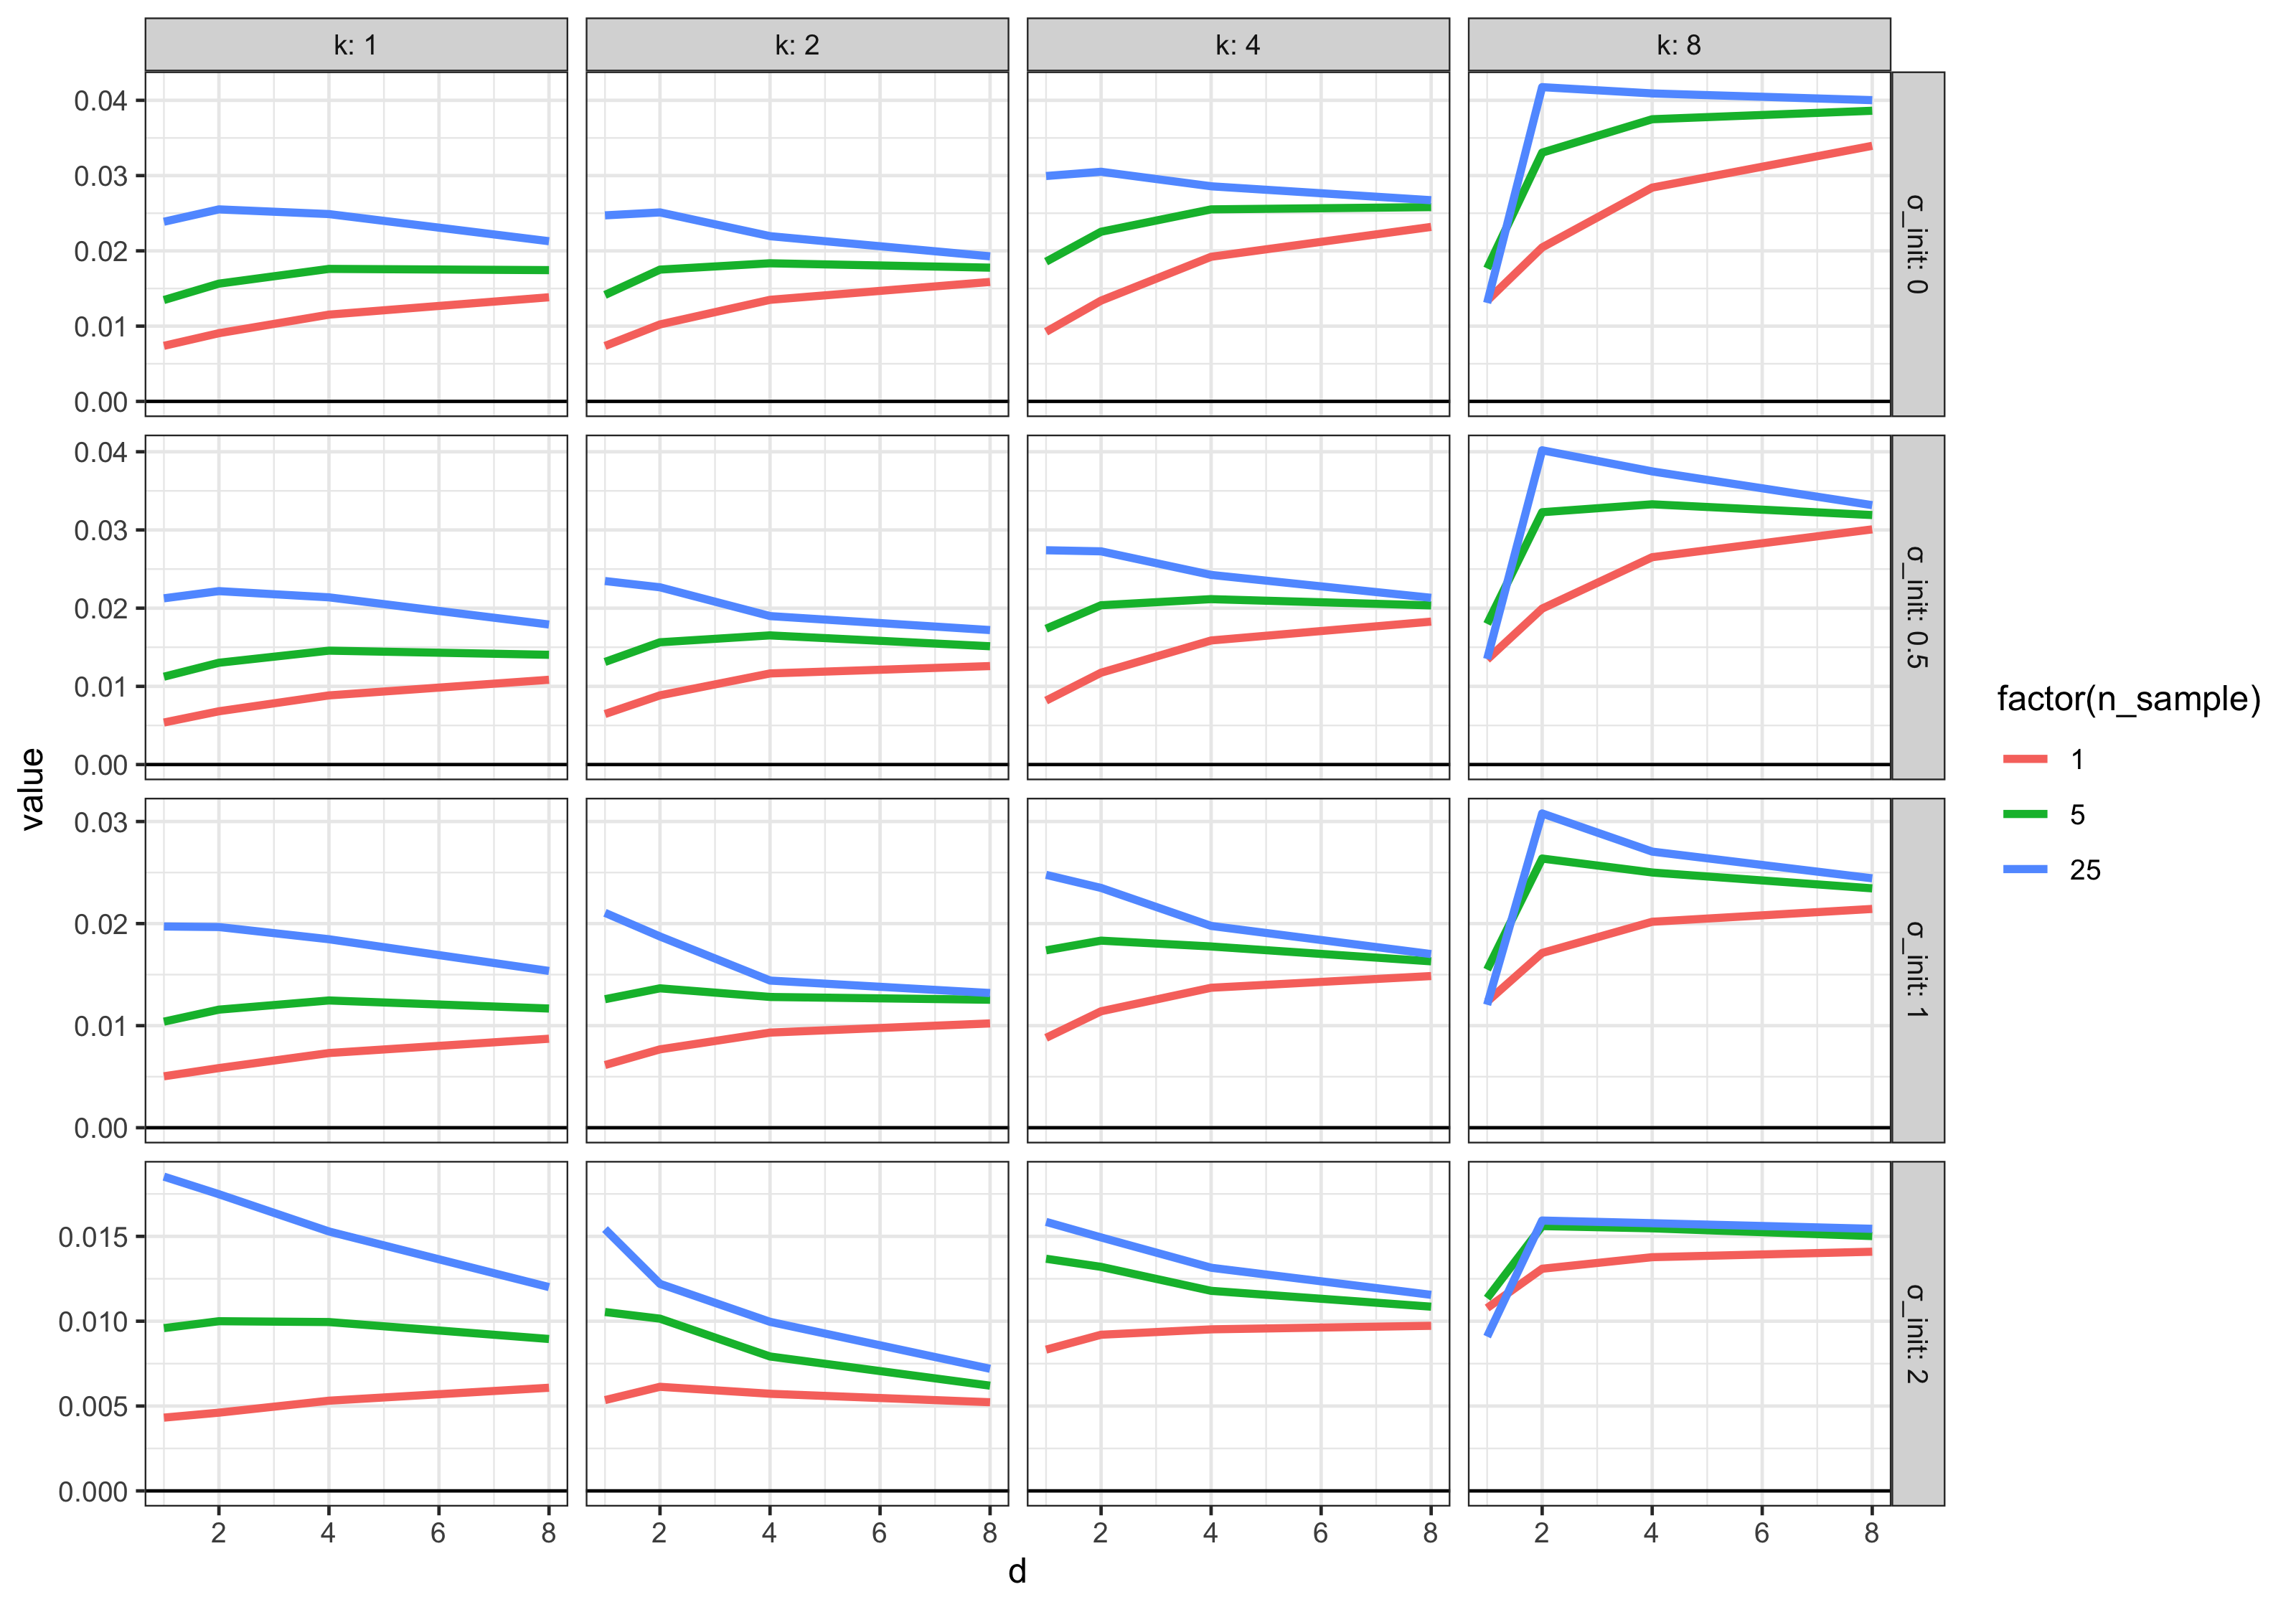 k: 1
k: 2
k: 4
k: 8
0.04
0.03
0.02
0.01
0.00
σ_init: 0
0.04
0.03
0.02
0.01
0.00
σ_init: 0.5
0.03
0.02
0.01
0.00
σ_init: 1
0.015
0.010
0.005
0.000
σ_init: 2
2 4 6 8
2 4 6 8
2 4 6 8
2 4 6 8
d
value
factor(n_sample)
1
5
25